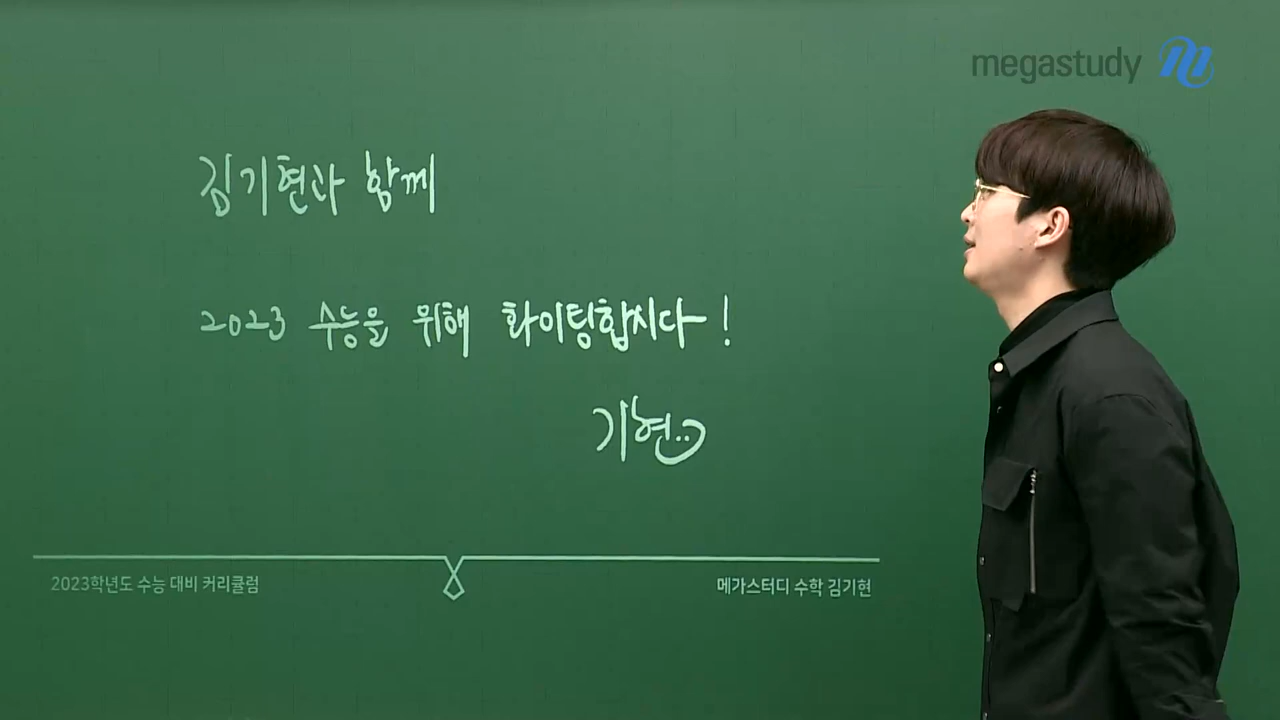 megastudy
김기현과 함께
2023 수능을 위해 화이팅합시다!
기현
2023학년도 수능 대비 커리큘럼
메가스터디 수학 김기현